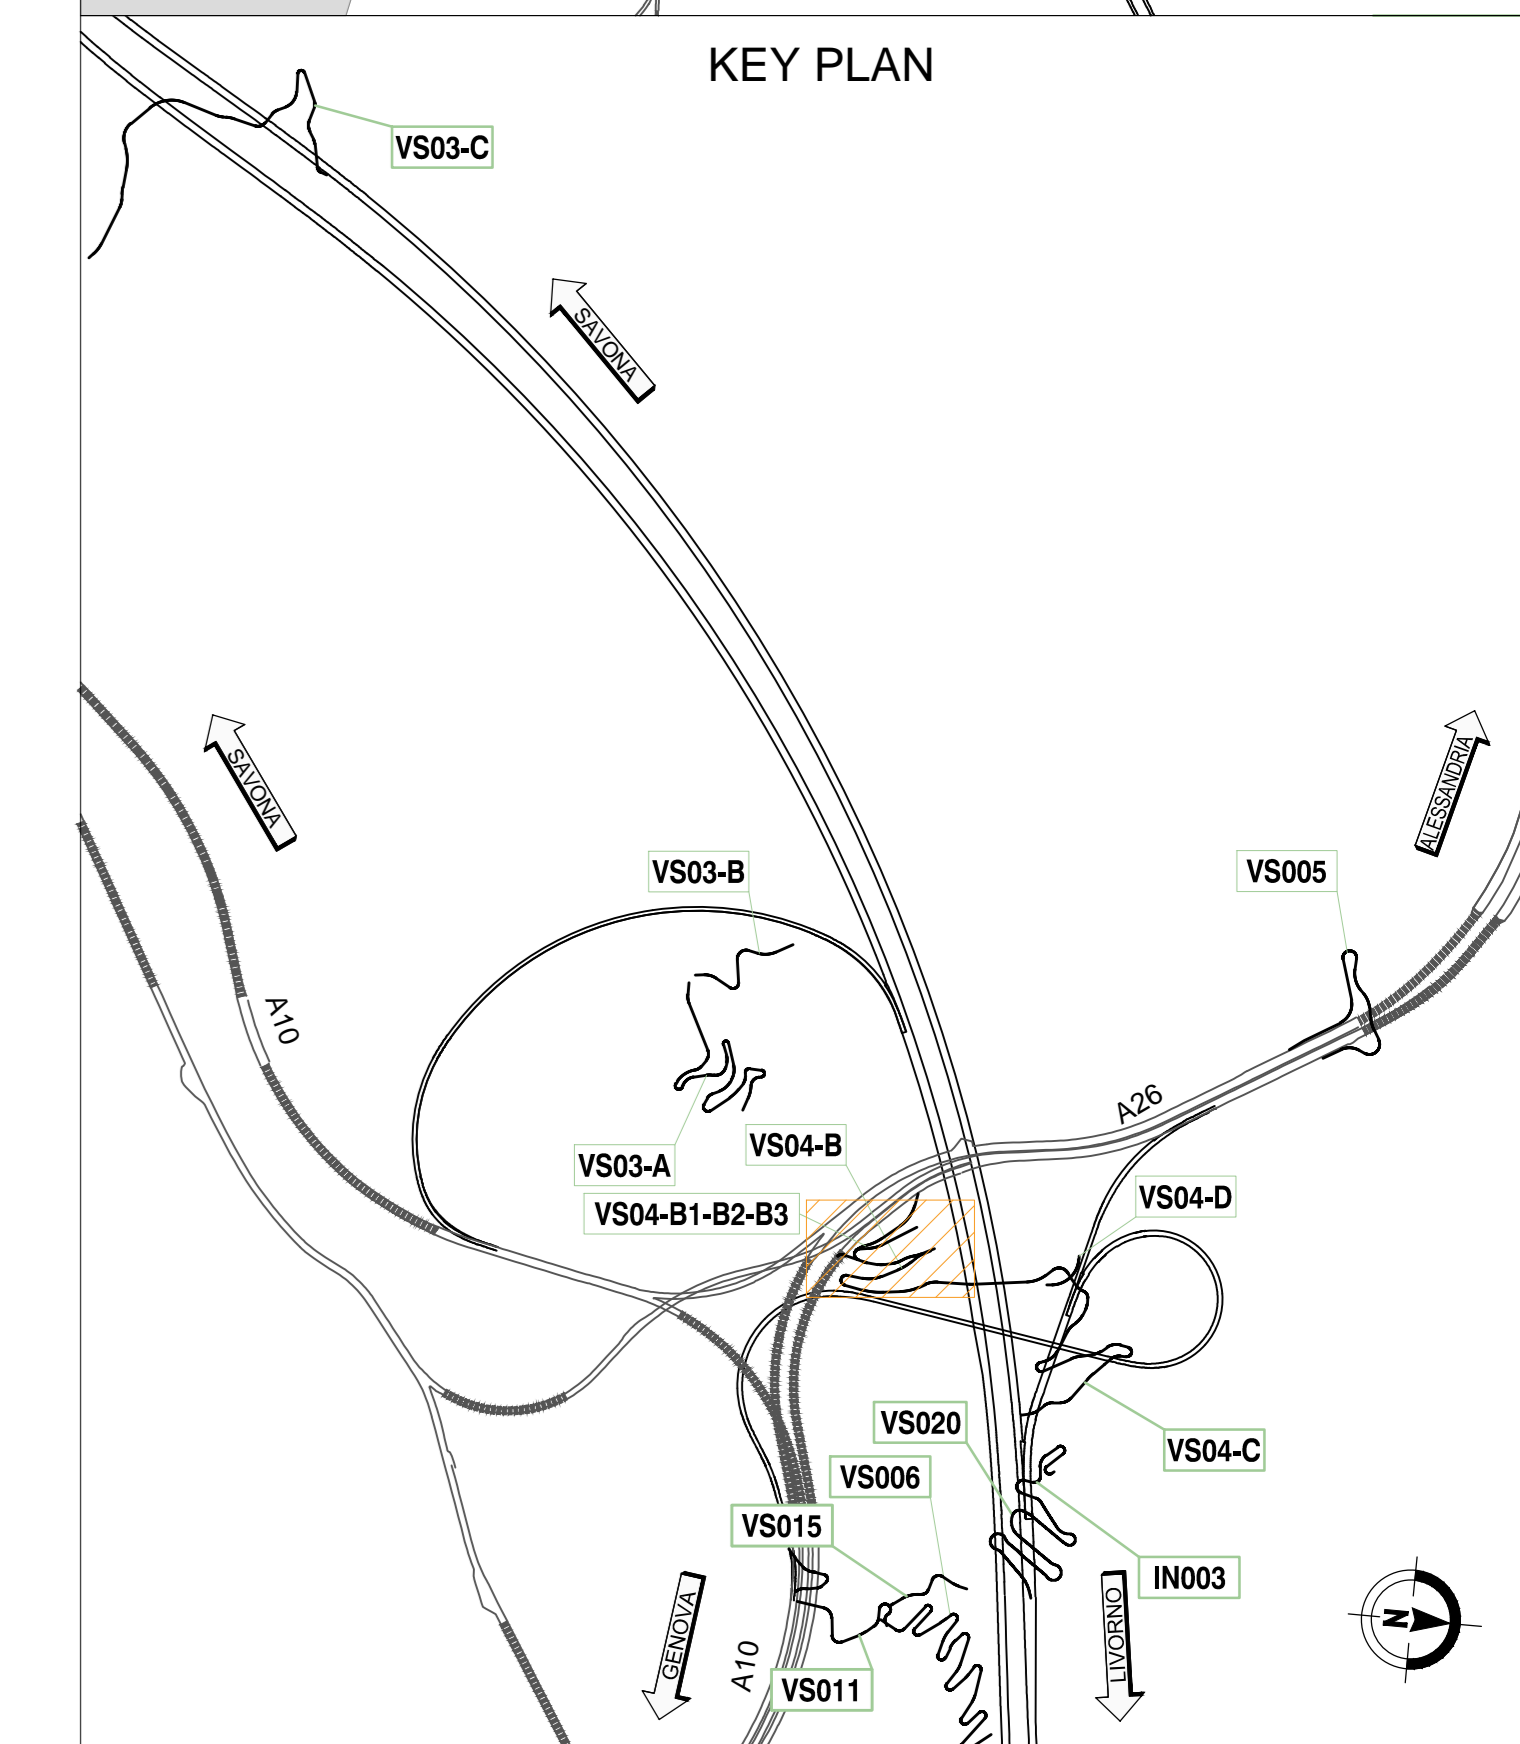 KEY PLAN
VS03-C
SAVONA
SAVONA
ALESSANDRIA
VS03-B
VS005
A10
A26
VS04-B
VS03-A
VS04-D
VS04-B1-B2-B3
VS020
VS04-C
VS006
VS015
IN003
GENOVA
LIVORNO
N
A10
VS011